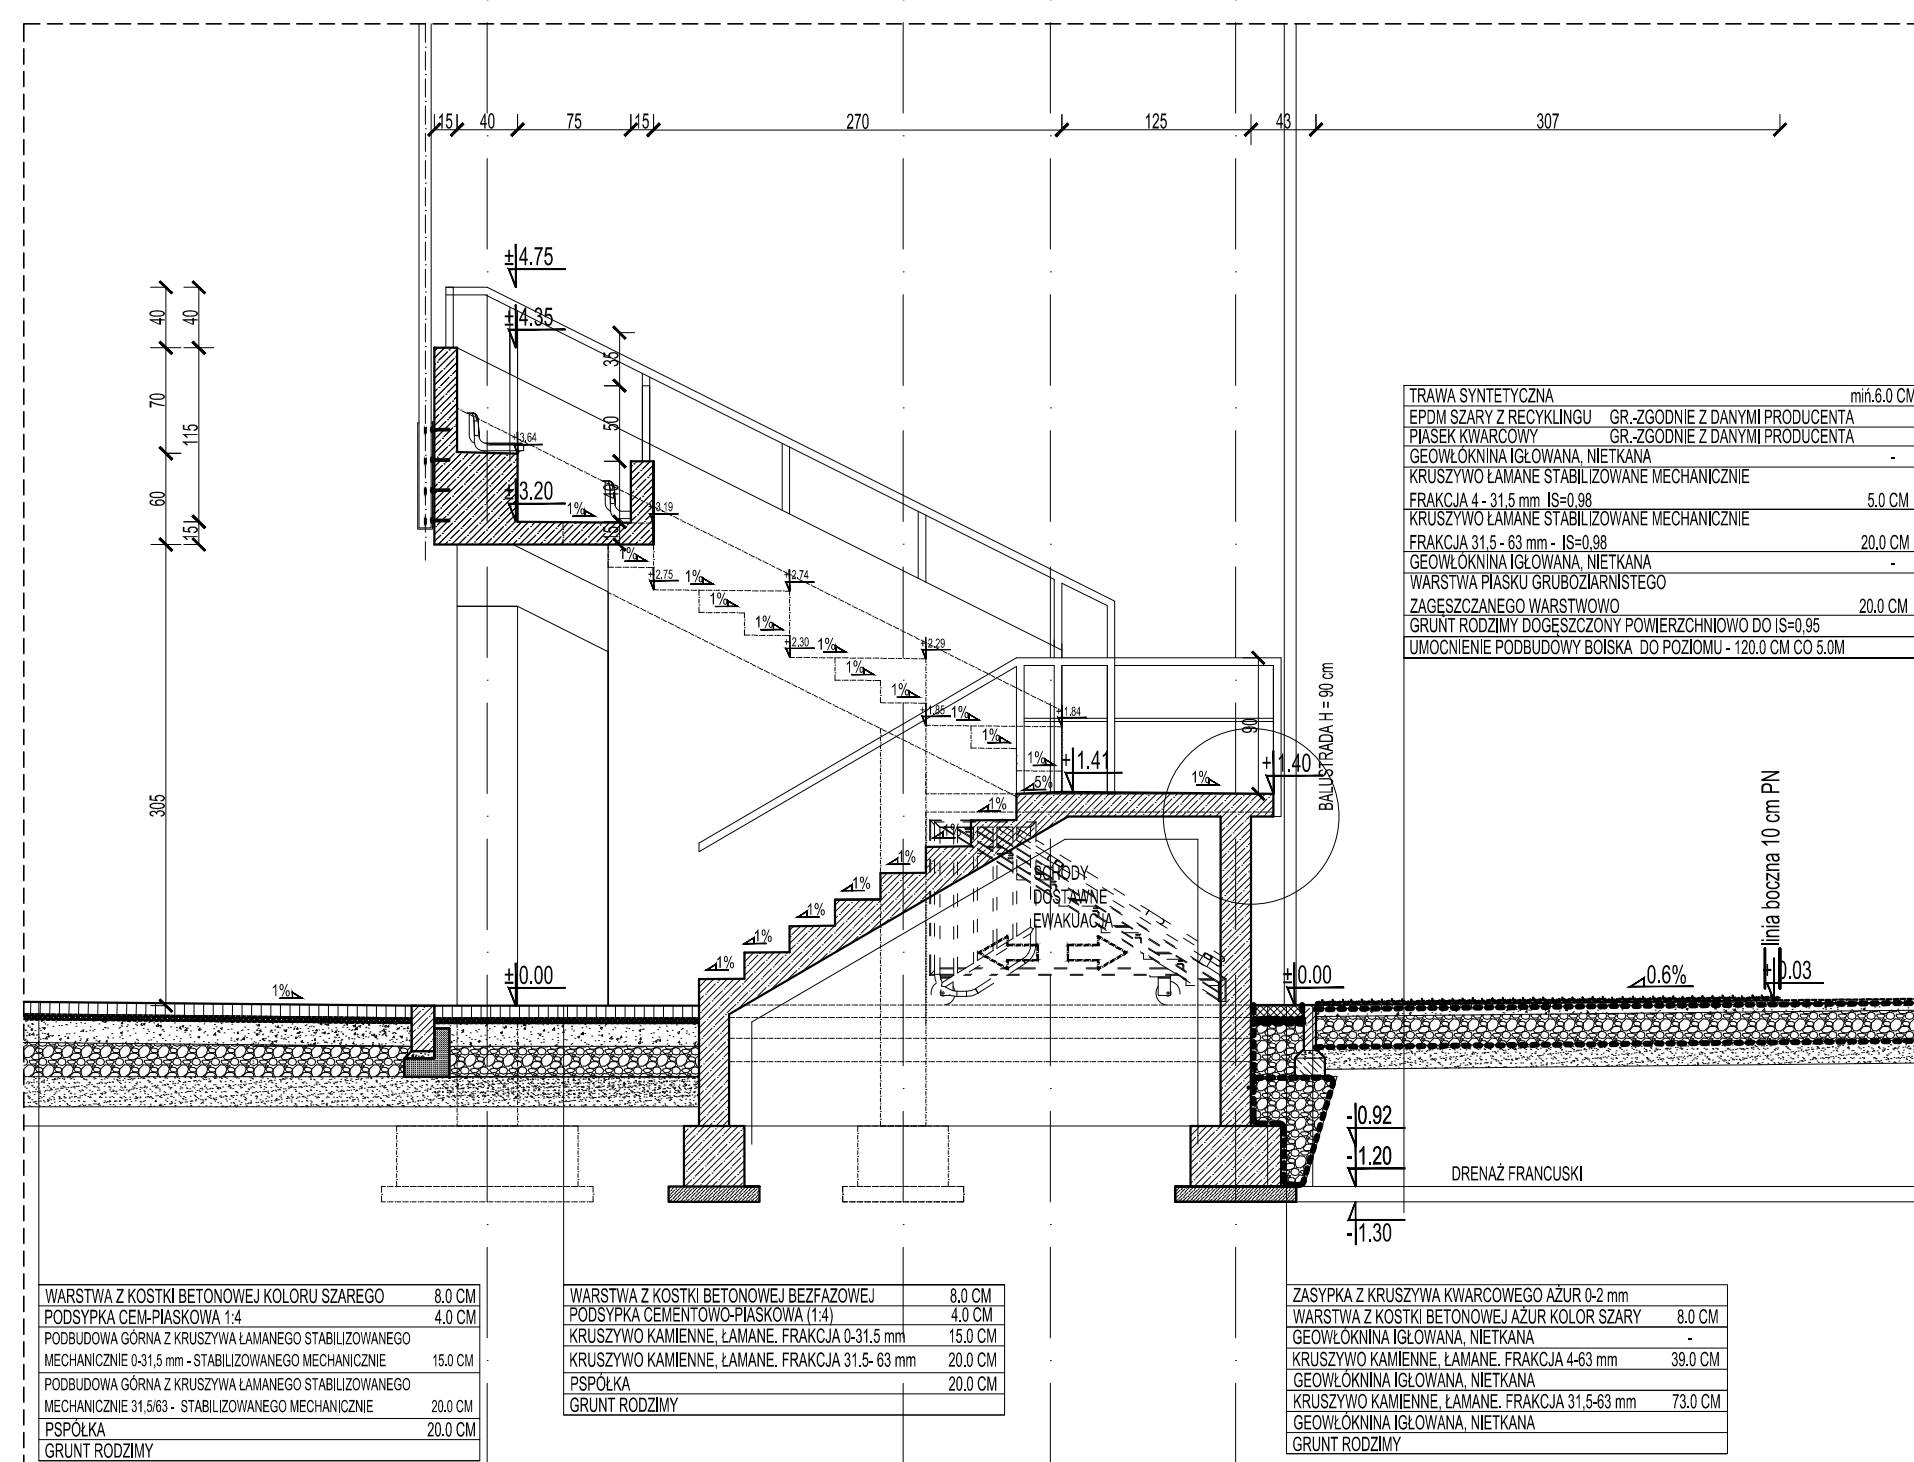 15 40 75 15 270 125 43 307
±4.75
±4.35
40 40
35
70
115
50
3.64
60
±3.20
1%
40
+3.19
15
15
1%
+2.75
1%
+2.74
1%
1%
+2.30
1%
+2.29
1%
1%
+1.85
1%
+1.84
1%
1%
+1.41
5%
1%
+1.40
90
BALUSTRADA H = 90 cm
305
1%
1%
1%
1%
1%
1%
1%
1%
SCHODY
DOSTAWNE
EWAKUACJA
±0.00
±0.00
1%
0.6%
+0.03
linia boczna 10 cm PN
-0.92
-1.20
-1.30
DRENAŻ FRANCUSKI
TRAWA SYNTETYCZNA miń.6.0 CM
EPDM SZARY Z RECYKLINGU GR.-ZGODNIE Z DANYMI PRODUCENTA
PIASEK KWARCOWY GR.-ZGODNIE Z DANYMI PRODUCENTA
GEOWŁÓKNINA IGŁOWANA, NIETKANA -
KRUSZYWO ŁAMANE STABILIZOWANE MECHANICZNIE
FRAKCJA 4 - 31,5 mm IS=0,98 5.0 CM
KRUSZYWO ŁAMANE STABILIZOWANE MECHANICZNIE
FRAKCJA 31,5 - 63 mm - IS=0,98 20.0 CM
GEOWŁÓKNINA IGŁOWANA, NIETKANA -
WARSTWA PIASKU GRUBOZIARNISTEGO
ZAGĘSZCZANEGO WARSTWOWO 20.0 CM
GRUNT RODZIMY DOGĘSZCZONY POWIERZCHNIOWO DO IS=0,95
UMOCNIENIE PODBUDOWY BOISKA DO POZIOMU - 120.0 CM CO 5.0M
WARSTWA Z KOSTKI BETONOWEJ KOLORU SZAREGO 8.0 CM
PODSYPKA CEM-PIASKOWA 1:4 4.0 CM
PODBUDOWA GÓRNA Z KRUSZYWA ŁAMANEGO STABILIZOWANEGO
MECHANICZNIE 0-31,5 mm - STABILIZOWANEGO MECHANICZNIE 15.0 CM
PODBUDOWA GÓRNA Z KRUSZYWA ŁAMANEGO STABILIZOWANEGO
MECHANICZNIE 31,5/63 - STABILIZOWANEGO MECHANICZNIE 20.0 CM
PSPÓŁKA 20.0 CM
GRUNT RODZIMY
WARSTWA Z KOSTKI BETONOWEJ BEZFAZOWEJ 8.0 CM
PODSYPKA CEMENTOWO-PIASKOWA (1:4) 4.0 CM
KRUSZYWO KAMIENNE, ŁAMANE. FRAKCJA 0-31.5 mm 15.0 CM
KRUSZYWO KAMIENNE, ŁAMANE. FRAKCJA 31.5- 63 mm 20.0 CM
PSPÓŁKA 20.0 CM
GRUNT RODZIMY
ZASYPKA Z KRUSZYWA KWARCOWEGO AŻUR 0-2 mm
WARSTWA Z KOSTKI BETONOWEJ AŻUR KOLOR SZARY 8.0 CM
GEOWŁÓKNINA IGŁOWANA, NIETKANA -
KRUSZYWO KAMIENNE, ŁAMANE. FRAKCJA 4-63 mm 39.0 CM
GEOWŁÓKNINA IGŁOWANA, NIETKANA
KRUSZYWO KAMIENNE, ŁAMANE. FRAKCJA 31,5-63 mm 73.0 CM
GEOWŁÓKNINA IGŁOWANA, NIETKANA
GRUNT RODZIMY